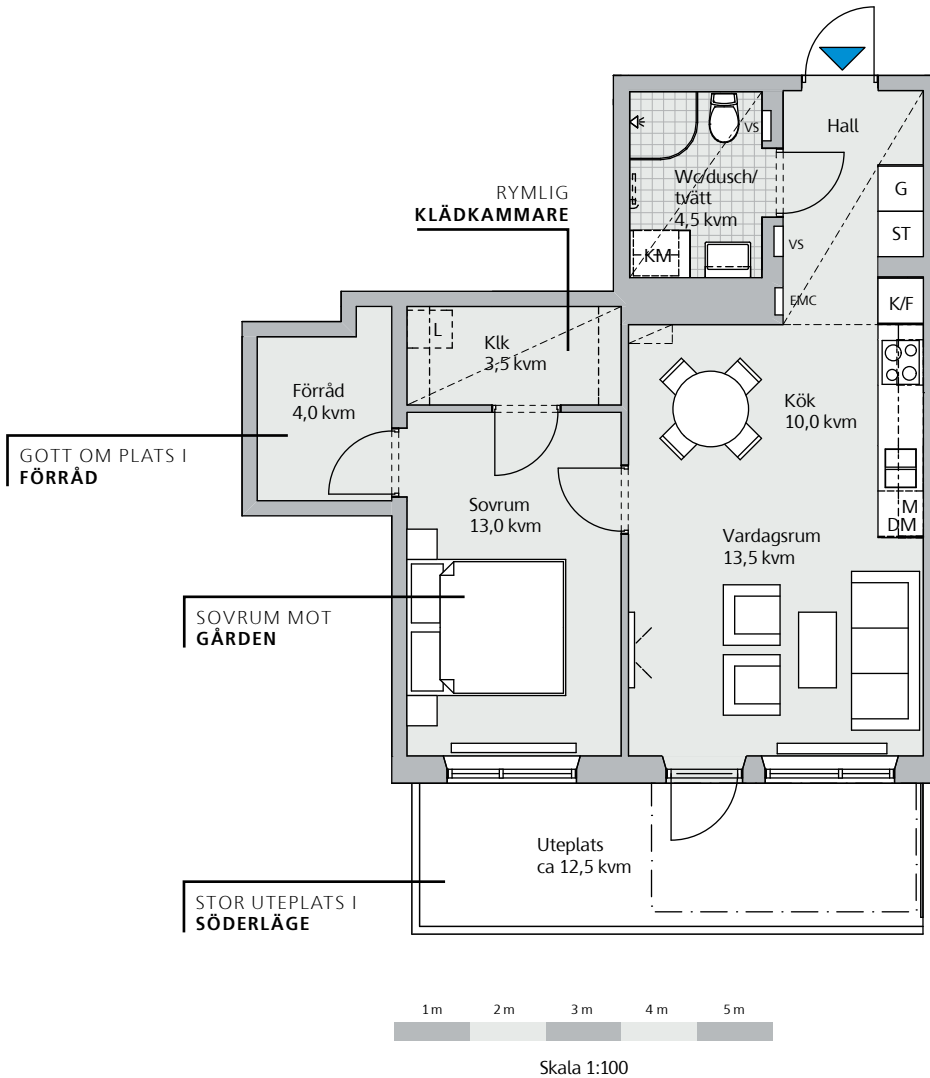 Hall
VS
Wc/dusch/
tvätt
4,5 kvm
G
RYMLIG
KLÄDKAMMARE
ST
VS
KM
EMC
K/F
L
Klk
3,5 kvm
Förråd
4,0 kvm
Kök
10,0 kvm
GOTT OM PLATS I
FÖRRÅD
Sovrum
13,0 kvm
M
DM
Vardagsrum
13,5 kvm
SOVRUM MOT
GÅRDEN
Uteplats
ca 12,5 kvm
STOR UTEPLATS I
SÖDERLÄGE
1 m 2 m 3 m 4 m 5 m
Skala 1:100